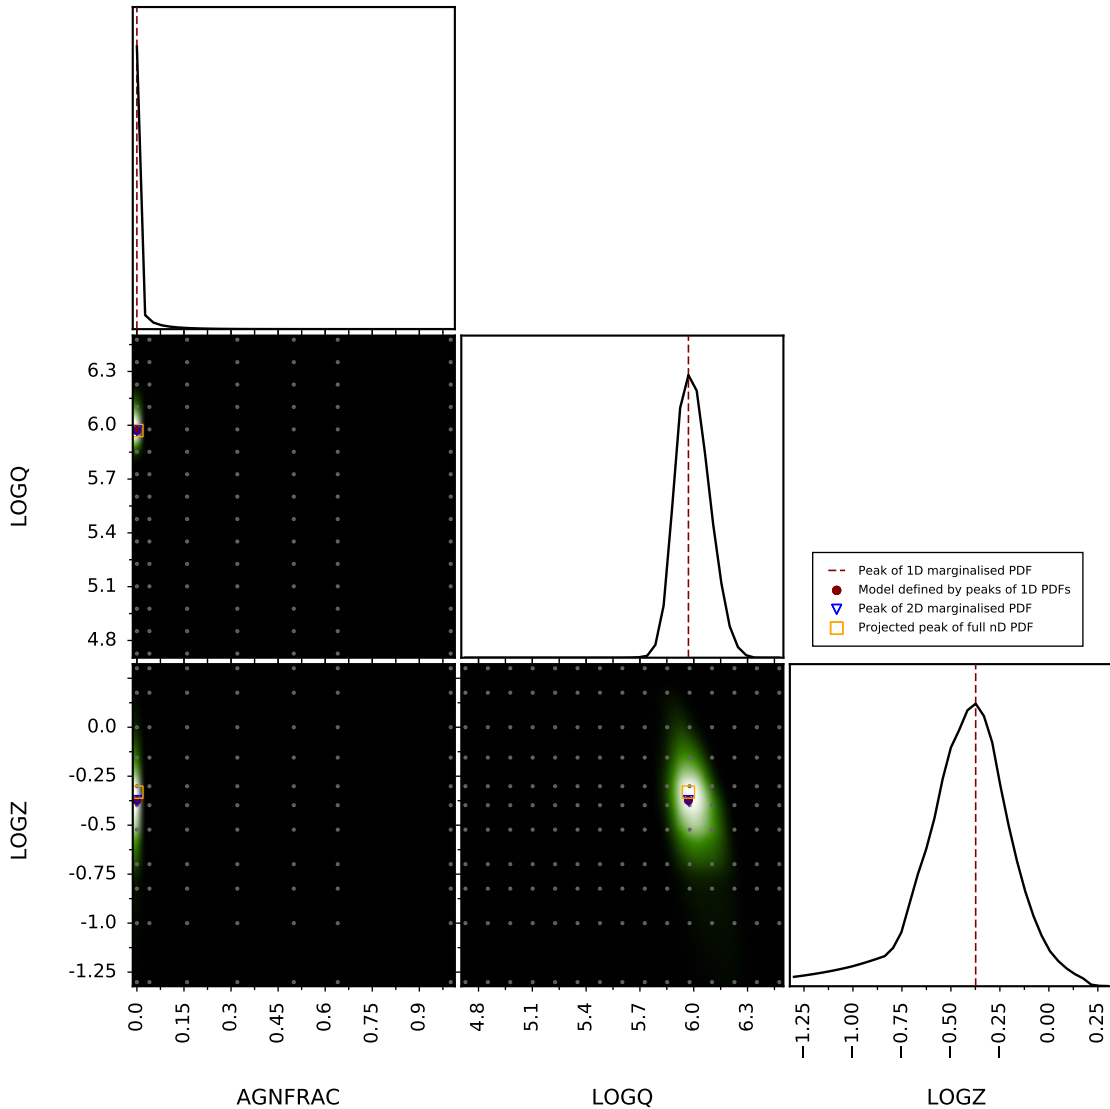 6.3
6.0
5.7
5.4
5.1
4.8
LOGQ
Peak of 1D marginalised PDF
Model defined by peaks of 1D PDFs
Peak of 2D marginalised PDF
Projected peak of full nD PDF
0.0
-0.25
-0.5
-0.75
-1.0
-1.25
LOGZ
0.0 0.15 0.3 0.45 0.6 0.75 0.9
4.8 5.1 5.4 5.7 6.0 6.3
−1.25 −1.00 −0.75 −0.50 −0.25 0.00 0.25
AGNFRAC LOGQ LOGZ